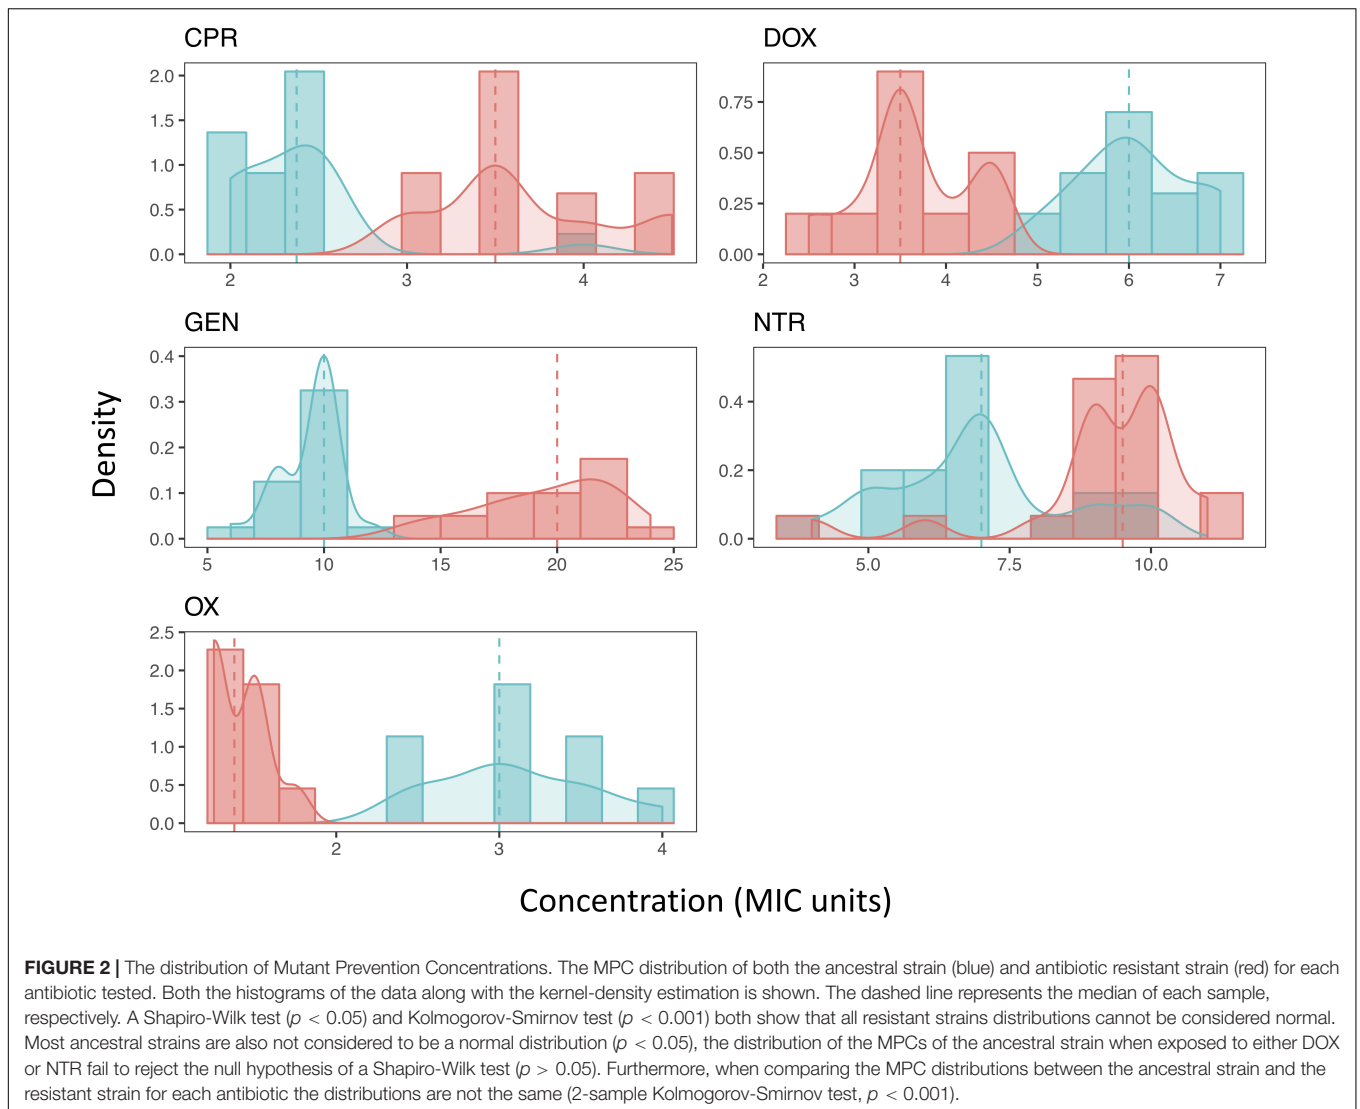 CPR
DOX
2.0
1.5
1.0
0.5
0.0
2 3 4
0.75
0.50
0.25
0.00
2 3 4 5 6 7
GEN
NTR
0.4
0.3
0.2
0.1
0.0
5 10 15 20 25
0.4
0.2
0.0
5.0 7.5 10.0
Density
OX
2.5
2.0
1.5
1.0
0.5
0.0
2 3 4
Concentration (MIC units)
FIGURE 2 | The distribution of Mutant Prevention Concentrations. The MPC distribution of both the ancestral strain (blue) and antibiotic resistant strain (red) for each
antibiotic tested. Both the histograms of the data along with the kernel-density estimation is shown. The dashed line represents the median of each sample,
respectively. A Shapiro-Wilk test (p < 0.05) and Kolmogorov-Smirnov test (p < 0.001) both show that all resistant strains distributions cannot be considered normal.
Most ancestral strains are also not considered to be a normal distribution (p < 0.05), the distribution of the MPCs of the ancestral strain when exposed to either DOX
or NTR fail to reject the null hypothesis of a Shapiro-Wilk test (p > 0.05). Furthermore, when comparing the MPC distributions between the ancestral strain and the
resistant strain for each antibiotic the distributions are not the same (2-sample Kolmogorov-Smirnov test, p < 0.001).